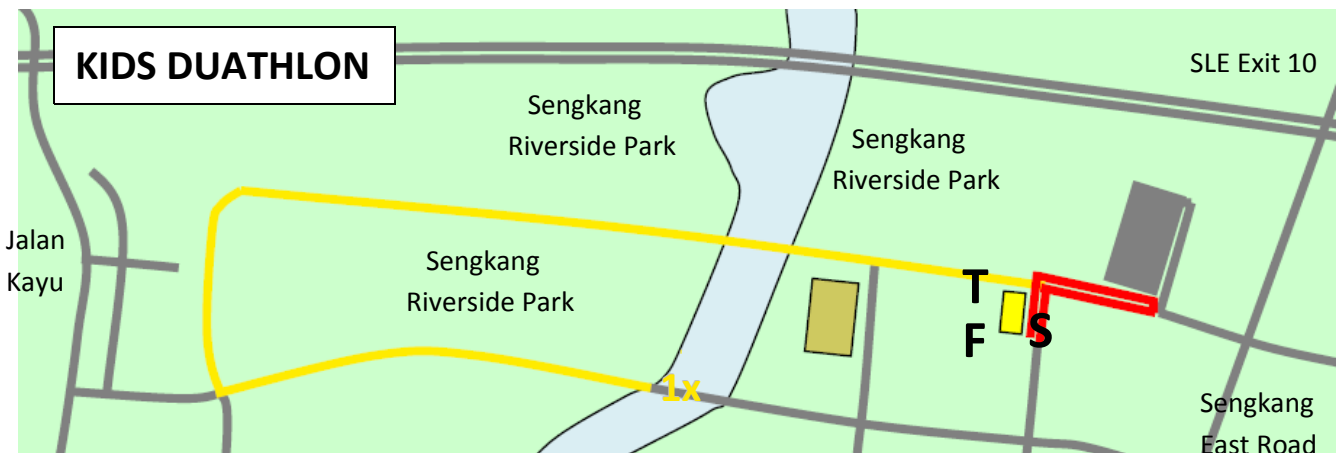 KIDS DUATHLON
SLE Exit 10
Sengkang
Riverside Park
Sengkang
Riverside Park
Jalan
Kayu
Sengkang
Riverside Park
T
F
S
1x
Sengkang
East Road